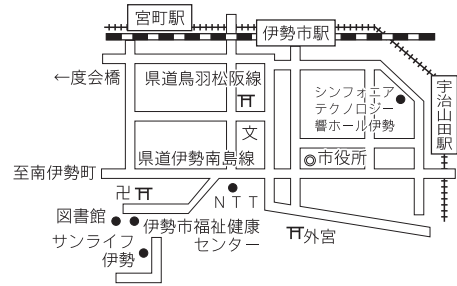 宮町駅
伊勢市駅
←度会橋
県道鳥羽松阪線
シンフォニア
テクノロジー
響ホール伊勢
宇治山田駅
文
県道伊勢南島線
市役所
至南伊勢町
卍
NTT
図書館
伊勢市福祉健康
センター
サンライフ
伊勢
外宮